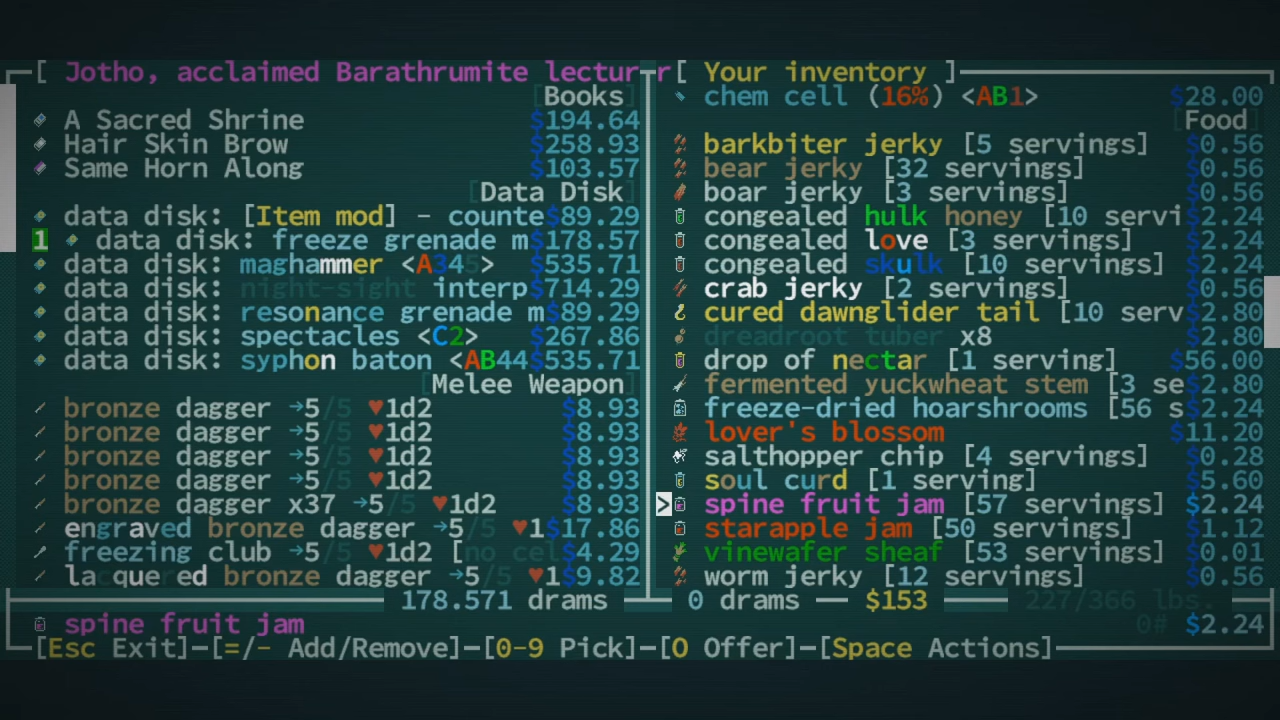 [ Jotho, acclaimed Barathrumite lectur r
[Books]
A Sacred Shrine $194.64
Hair Skin Brow $258.93
Same Horn Along $103.57
[Data Disk]
data disk: [Item mod] - counte$89.29
1 data disk: freeze grenade m$178.57
data disk: maghammer <A345> $535.71
data disk: night-sight interp$714.29
data disk: resonance grenade m$89.29
data disk: spectacles <C2> $267.86
data disk: syphon baton <AB44$535.71
[Melee Weapon]
bronze dagger →5/5 ♥1d2 $8.93
bronze dagger →5/5 ♥1d2 $8.93
bronze dagger →5/5 ♥1d2 $8.93
bronze dagger →5/5 ♥1d2 $8.93
bronze dagger x37 →5/5 ♥1d2 $8.93
engraved bronze dagger →5/5 ♥1$17.86
freezing club →5/5 ♥1d2 [no cel$4.29
lacquered bronze dagger →5/5 ♥1$9.82
178.571 drams
[ Your inventory ]
chem cell (16%) <AB1> $28.00
[Food]
barkbiter jerky [5 servings] $0.56
bear jerky [32 servings] $0.56
boar jerky [3 servings] $0.56
congealed hulk honey [10 servi$2.24
congealed love [3 servings] $2.24
congealed skulk [10 servings] $2.24
crab jerky [2 servings] $0.56
cured dawnglider tail [10 serv$2.80
dreadroot tuber x8 $2.80
drop of nectar [1 serving] $56.00
fermented yuckwheat stem [3 se$2.80
freeze-dried hoarshrooms [56 s$2.24
lover's blossom $11.20
salthopper chip [4 servings] $0.28
soul curd [1 serving] $5.60
> spine fruit jam [57 servings] $2.24
starapple jam [50 servings] $1.12
vinewafer sheaf [53 servings] $0.01
worm jerky [12 servings] $0.56
0 drams — $153 227/366 lbs.
spine fruit jam 0# $2.24
[Esc Exit]—[=/- Add/Remove]—[0-9 Pick]—[O Offer]—[Space Actions]